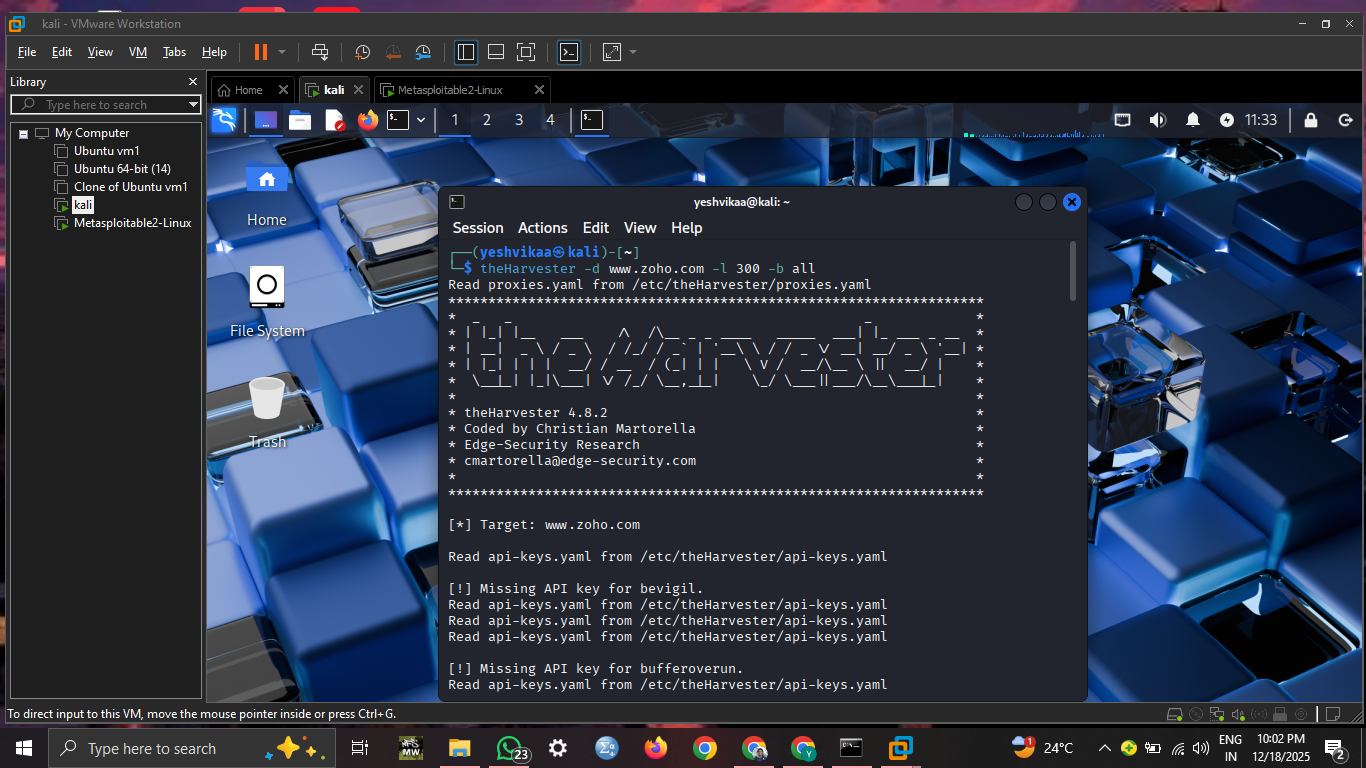 kali - VMware Workstation
File Edit View VM Tabs Help
Library
Type here to search
My Computer
Ubuntu vm1
Ubuntu 64-bit (14)
Clone of Ubuntu vm1
kali
Metasploitable2-Linux
Home kali Metasploitable2-Linux
1 2 3 4 11:33
Home
File System
Trash
yeshvikaa@kali: ~
Session Actions Edit View Help
(yeshvikaa㉿kali)-[~]
$ theHarvester -d www.zoho.com -l 300 -b all
Read proxies.yaml from /etc/theHarvester/proxies.yaml
*******************************************************************
theHarvester
* theHarvester 4.8.2 *
* Coded by Christian Martorella *
* Edge-Security Research *
* cmartorella@edge-security.com *
* *
*******************************************************************
[*] Target: www.zoho.com
Read api-keys.yaml from /etc/theHarvester/api-keys.yaml
[!] Missing API key for bevigil.
Read api-keys.yaml from /etc/theHarvester/api-keys.yaml
Read api-keys.yaml from /etc/theHarvester/api-keys.yaml
Read api-keys.yaml from /etc/theHarvester/api-keys.yaml
[!] Missing API key for bufferoverun.
Read api-keys.yaml from /etc/theHarvester/api-keys.yaml
To direct input to this VM, move the mouse pointer inside or press Ctrl+G.
Type here to search
MW
23
Y
1
24°C
ENG
IN
10:02 PM
12/18/2025
2